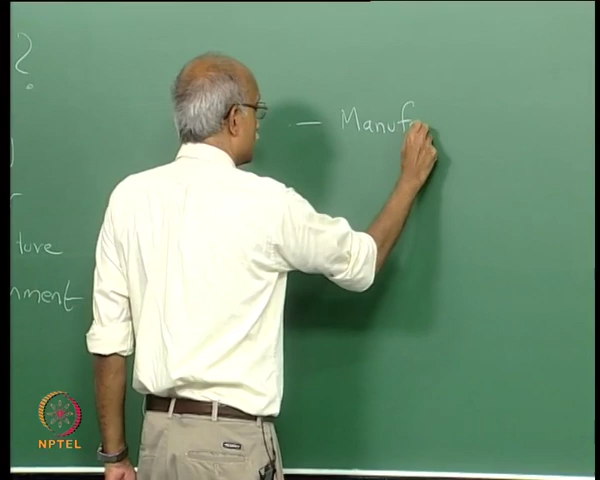 ?
ture
nment
— Manuf
NPTEL